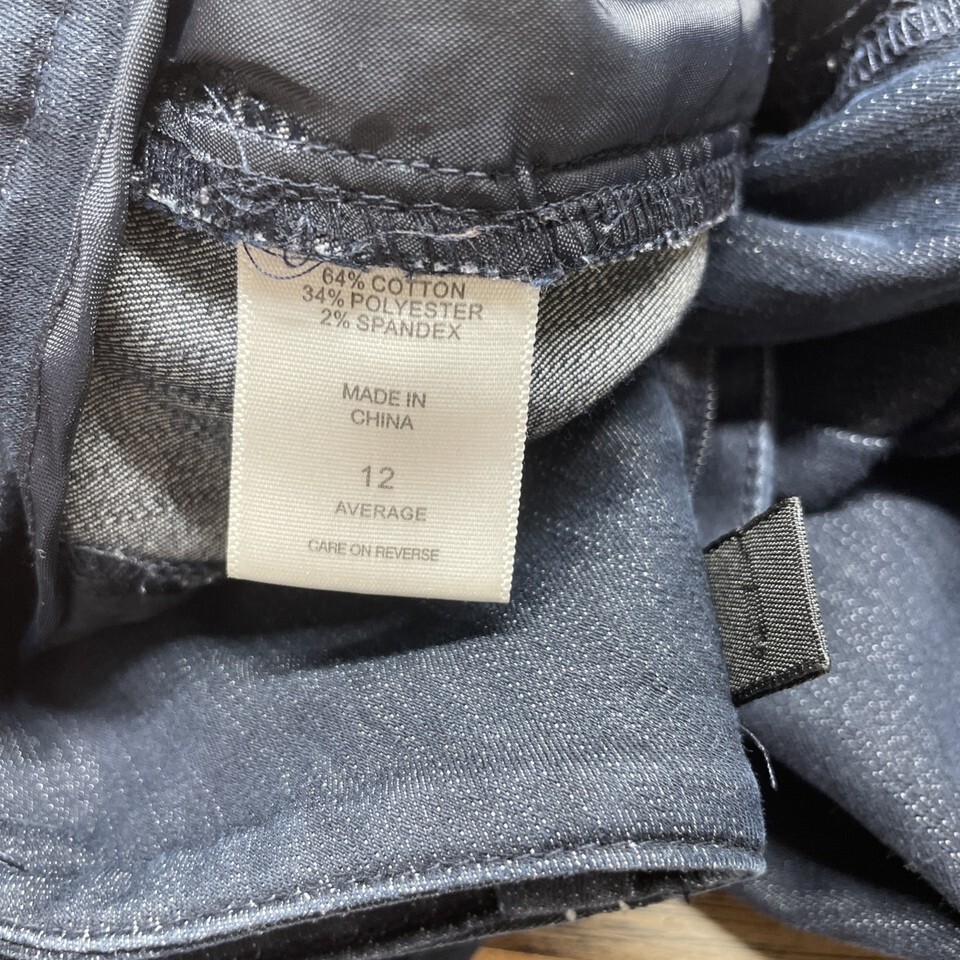 64% COTTON
34% POLYESTER
2% SPANDEX
MADE IN
CHINA
12
AVERAGE
CARE ON REVERSE